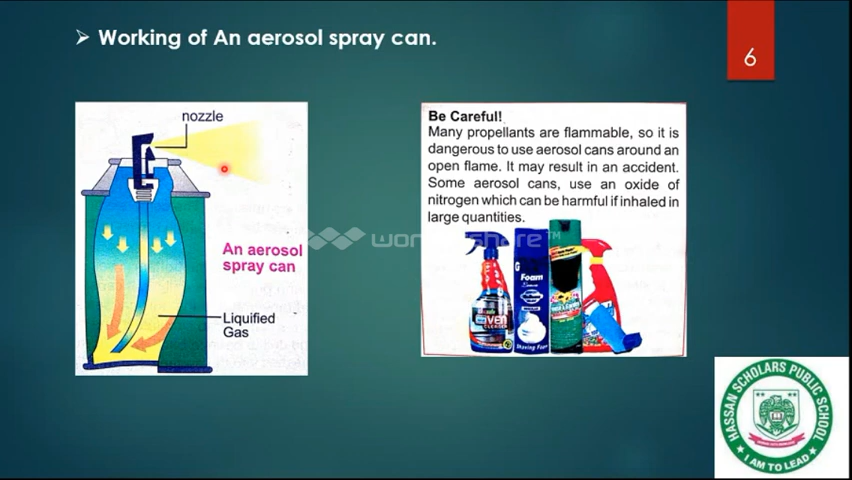 Working of An aerosol spray can.
6
nozzle
An aerosol
spray can
Liquified
Gas
Be Careful!
Many propellants are flammable, so it is
dangerous to use aerosol cans around an
open flame. It may result in an accident.
Some aerosol cans, use an oxide of
nitrogen which can be harmful if inhaled in
large quantities.
Foam
Shaving Foam
HASSAN SCHOLARS PUBLIC SCHOOL
I AM TO LEAD